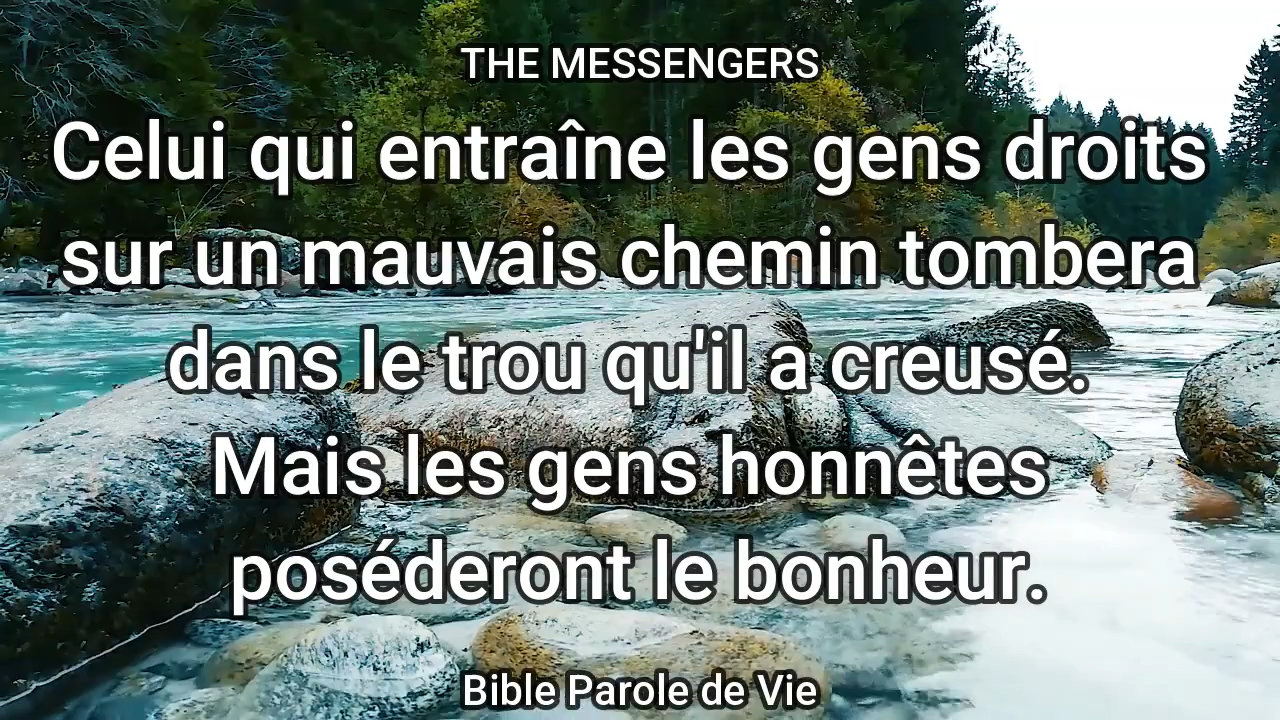 THE MESSENGERS
Celui qui entraîne les gens droits
sur un mauvais chemin tombera
dans le trou qu'il a creusé.
Mais les gens honnêtes
poséderont le bonheur.
Bible Parole de Vie